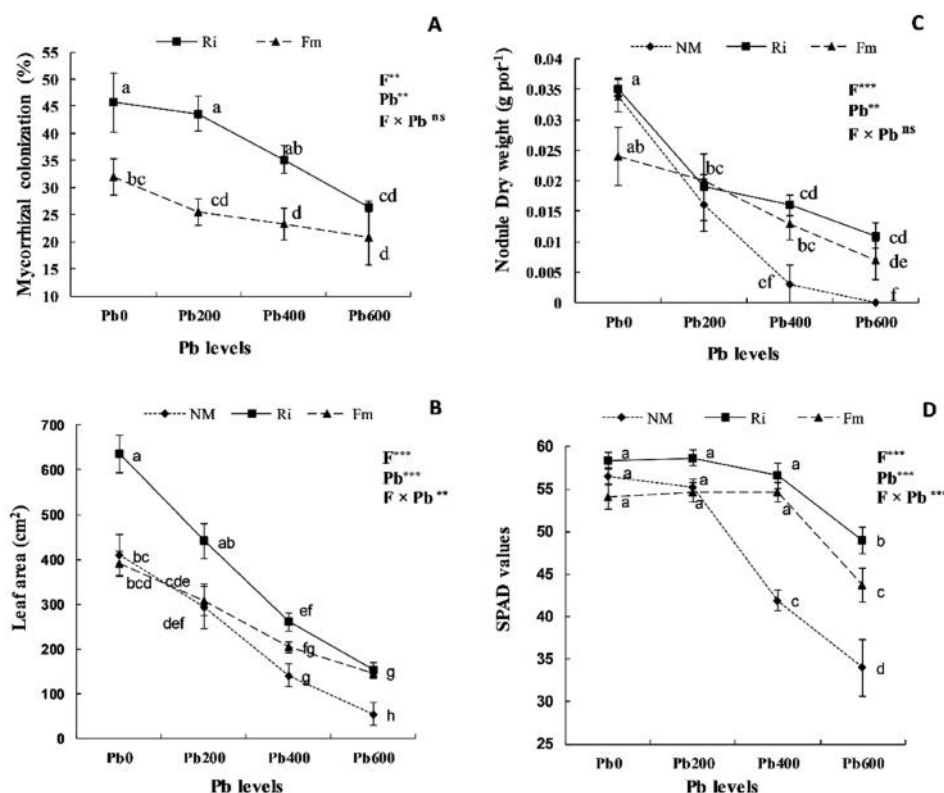 A
Ri Fm
Mycorrhizal colonization (%)
55
50
45
40
35
30
25
20
15
10
a
a
ab
cd
bc
cd
d
d
F**
Pb**
F × Pb ns
Pb0 Pb200 Pb400 Pb600
Pb levels
C
NM Ri Fm
Nodule Dry weight (g pot-1)
0.04
0.035
0.03
0.025
0.02
0.015
0.01
0.005
0
a
ab
bc
cd
cd
bc
de
ef
f
F***
Pb**
F × Pb ns
Pb0 Pb200 Pb400 Pb600
Pb levels
B
NM Ri Fm
Leaf area (cm2)
700
600
500
400
300
200
100
0
a
ab
bc
cde
ef
bcd
def
fg
g
g
h
F***
Pb***
F × Pb **
Pb0 Pb200 Pb400 Pb600
Pb levels
D
NM Ri Fm
SPAD values
60
55
50
45
40
35
30
25
a
a
a
a
a
a
a
a
b
c
c
d
F***
Pb***
F × Pb ***
Pb0 Pb200 Pb400 Pb600
Pb levels